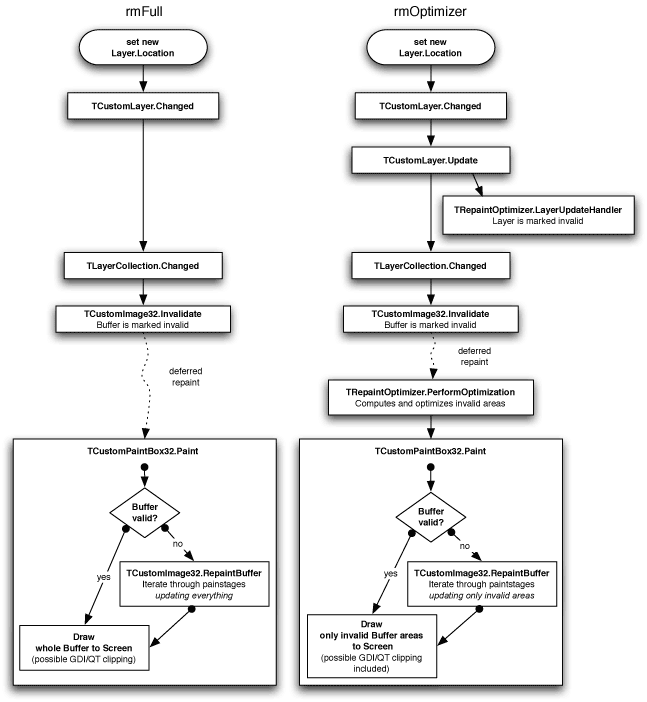 rmFull
set new
Layer.Location
TCustomLayer.Changed
TLayerCollection.Changed
TCustomImage32.Invalidate
Buffer is marked invalid
deferred
repaint
TCustomPaintBox32.Paint
Buffer
valid?
yes
no
TCustomImage32.RepaintBuffer
Iterate through painstages
updating everything
Draw
whole Buffer to Screen
(possible GDI/QT clipping)
rmOptimizer
set new
Layer.Location
TCustomLayer.Changed
TCustomLayer.Update
TRepaintOptimizer.LayerUpdateHandler
Layer is marked invalid
TLayerCollection.Changed
TCustomImage32.Invalidate
Buffer is marked invalid
deferred
repaint
TRepaintOptimizer.PerformOptimization
Computes and optimizes invalid areas
TCustomPaintBox32.Paint
Buffer
valid?
yes
no
TCustomImage32.RepaintBuffer
Iterate through paintstages
updating only invalid areas
Draw
only invalid Buffer areas
to Screen
(possible GDI/QT clipping
included)